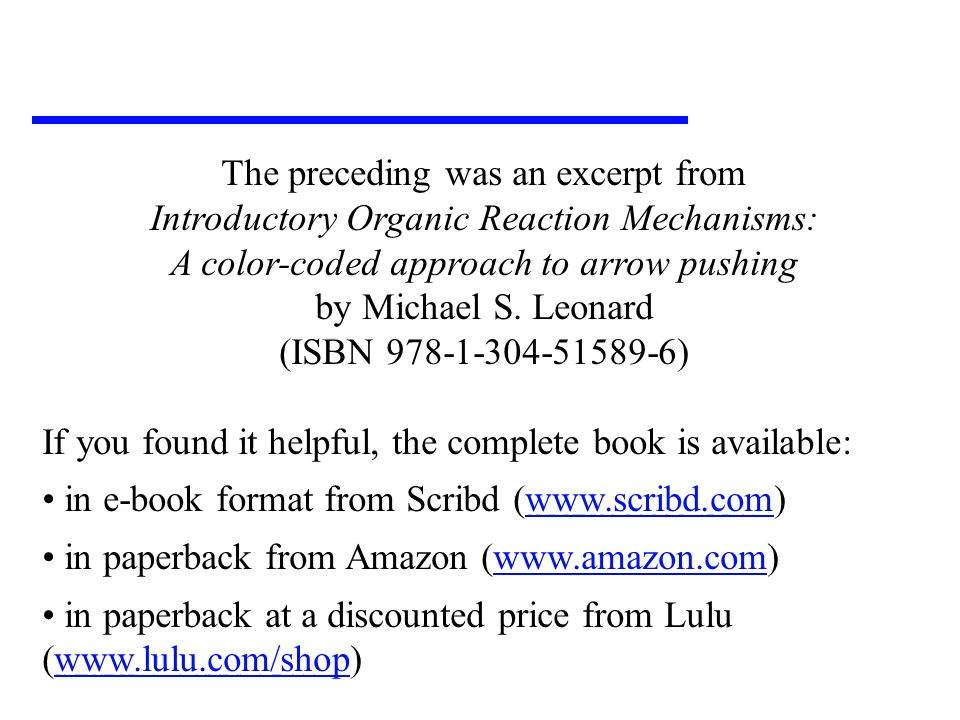 The preceding was an excerpt from
Introductory Organic Reaction Mechanisms:
A color-coded approach to arrow pushing
by Michael S. Leonard
(ISBN 978-1-304-51589-6)
If you found it helpful, the complete book is available:
• in e-book format from Scribd (www.scribd.com)
• in paperback from Amazon (www.amazon.com)
• in paperback at a discounted price from Lulu
(www.lulu.com/shop)